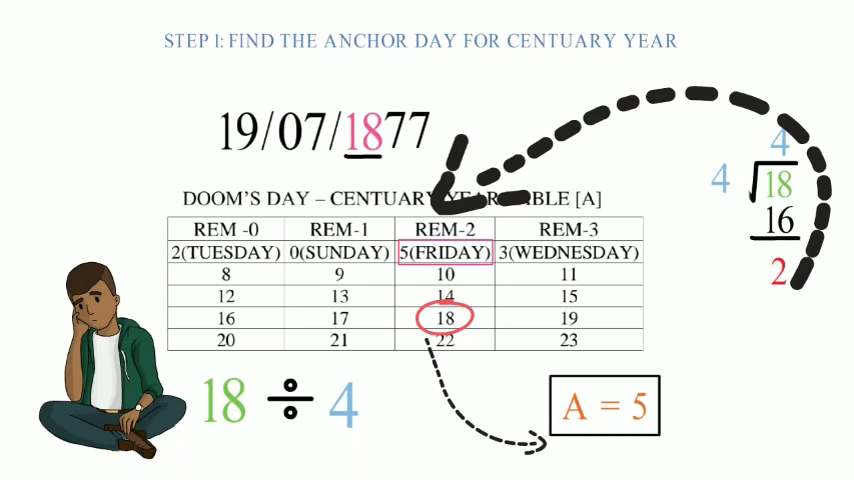 STEP 1: FIND THE ANCHOR DAY FOR CENTUARY YEAR
19/07/1877
4
4 18
16
2
DOOM'S DAY – CENTUARY YEAR [A]
REM -0 REM-1 REM-2 REM-3
2(TUESDAY) 0(SUNDAY) 5(FRIDAY) 3(WEDNESDAY)
8 9 10 11
12 13 14 15
16 17 18 19
20 21 22 23
18 ÷ 4
A = 5